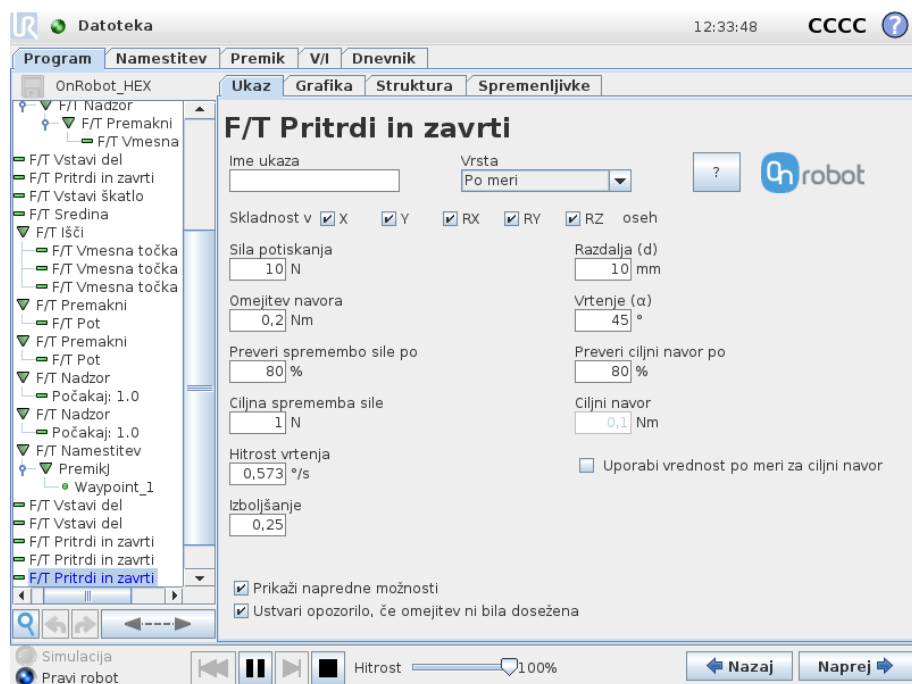 UR Datoteka 12:33:48 CCCC ?
Program Namestitev Premik V/I Dnevnik
OnRobot_HEX
Ukaz Grafika Struktura Spremenljivke
F/T Nadzor
F/T Premakni
F/T Vmesna
F/T Vstavi del
F/T Pritrdi in zavrti
F/T Vstavi škatlo
F/T Sredina
F/T Išči
F/T Vmesna točka
F/T Vmesna točka
F/T Vmesna točka
F/T Premakni
F/T Pot
F/T Premakni
F/T Pot
F/T Nadzor
Počakaj: 1.0
F/T Nadzor
Počakaj: 1.0
F/T Namestitev
PremikJ
Waypoint_1
F/T Vstavi del
F/T Vstavi del
F/T Pritrdi in zavrti
F/T Pritrdi in zavrti
F/T Pritrdi in zavrti
F/T Pritrdi in zavrti
Ime ukaza Vrsta
Po meri ? On robot
Skladnost v X Y RX RY RZ oseh
Sila potiskanja Razdalja (d)
10 N 10 mm
Omejitev navora Vrtenje (α)
0,2 Nm 45 °
Preveri spremembo sile po Preveri ciljni navor po
80 % 80 %
Ciljna sprememba sile Ciljni navor
1 N 0,1 Nm
Hitrost vrtenja
0,573 °/s Uporabi vrednost po meri za ciljni navor
Izboljšanje
0,25
Prikaži napredne možnosti
Ustvari opozorilo, če omejitev ni bila dosežena
Simulacija
Pravi robot
Hitrost 100% Nazaj Naprej